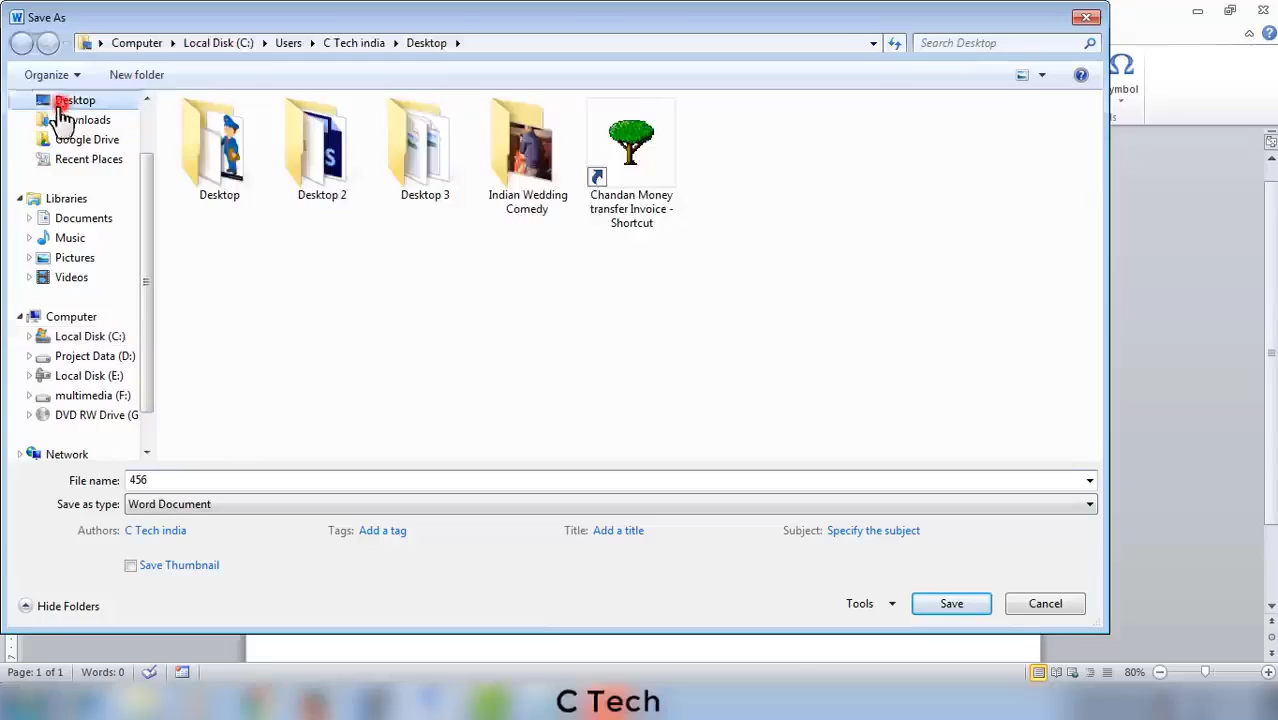 Save As
Computer Local Disk (C:) Users C Tech india Desktop
Search Desktop
Organize New folder
Desktop
Google Drive
Recent Places
Libraries
Documents
Music
Pictures
Videos
Computer
Local Disk (C:)
Project Data (D:)
Local Disk (E:)
multimedia (F:)
DVD RW Drive (G
Network
Desktop
Desktop 2
Desktop 3
Indian Wedding
Comedy
Chandan Money
transfer Invoice -
Shortcut
Ω
ymbol
File name: 456
Save as type: Word Document
Authors: C Tech india Tags: Add a tag Title: Add a title Subject: Specify the subject
Save Thumbnail
Hide Folders Tools Save Cancel
Page: 1 of 1 Words: 0 80%
C Tech